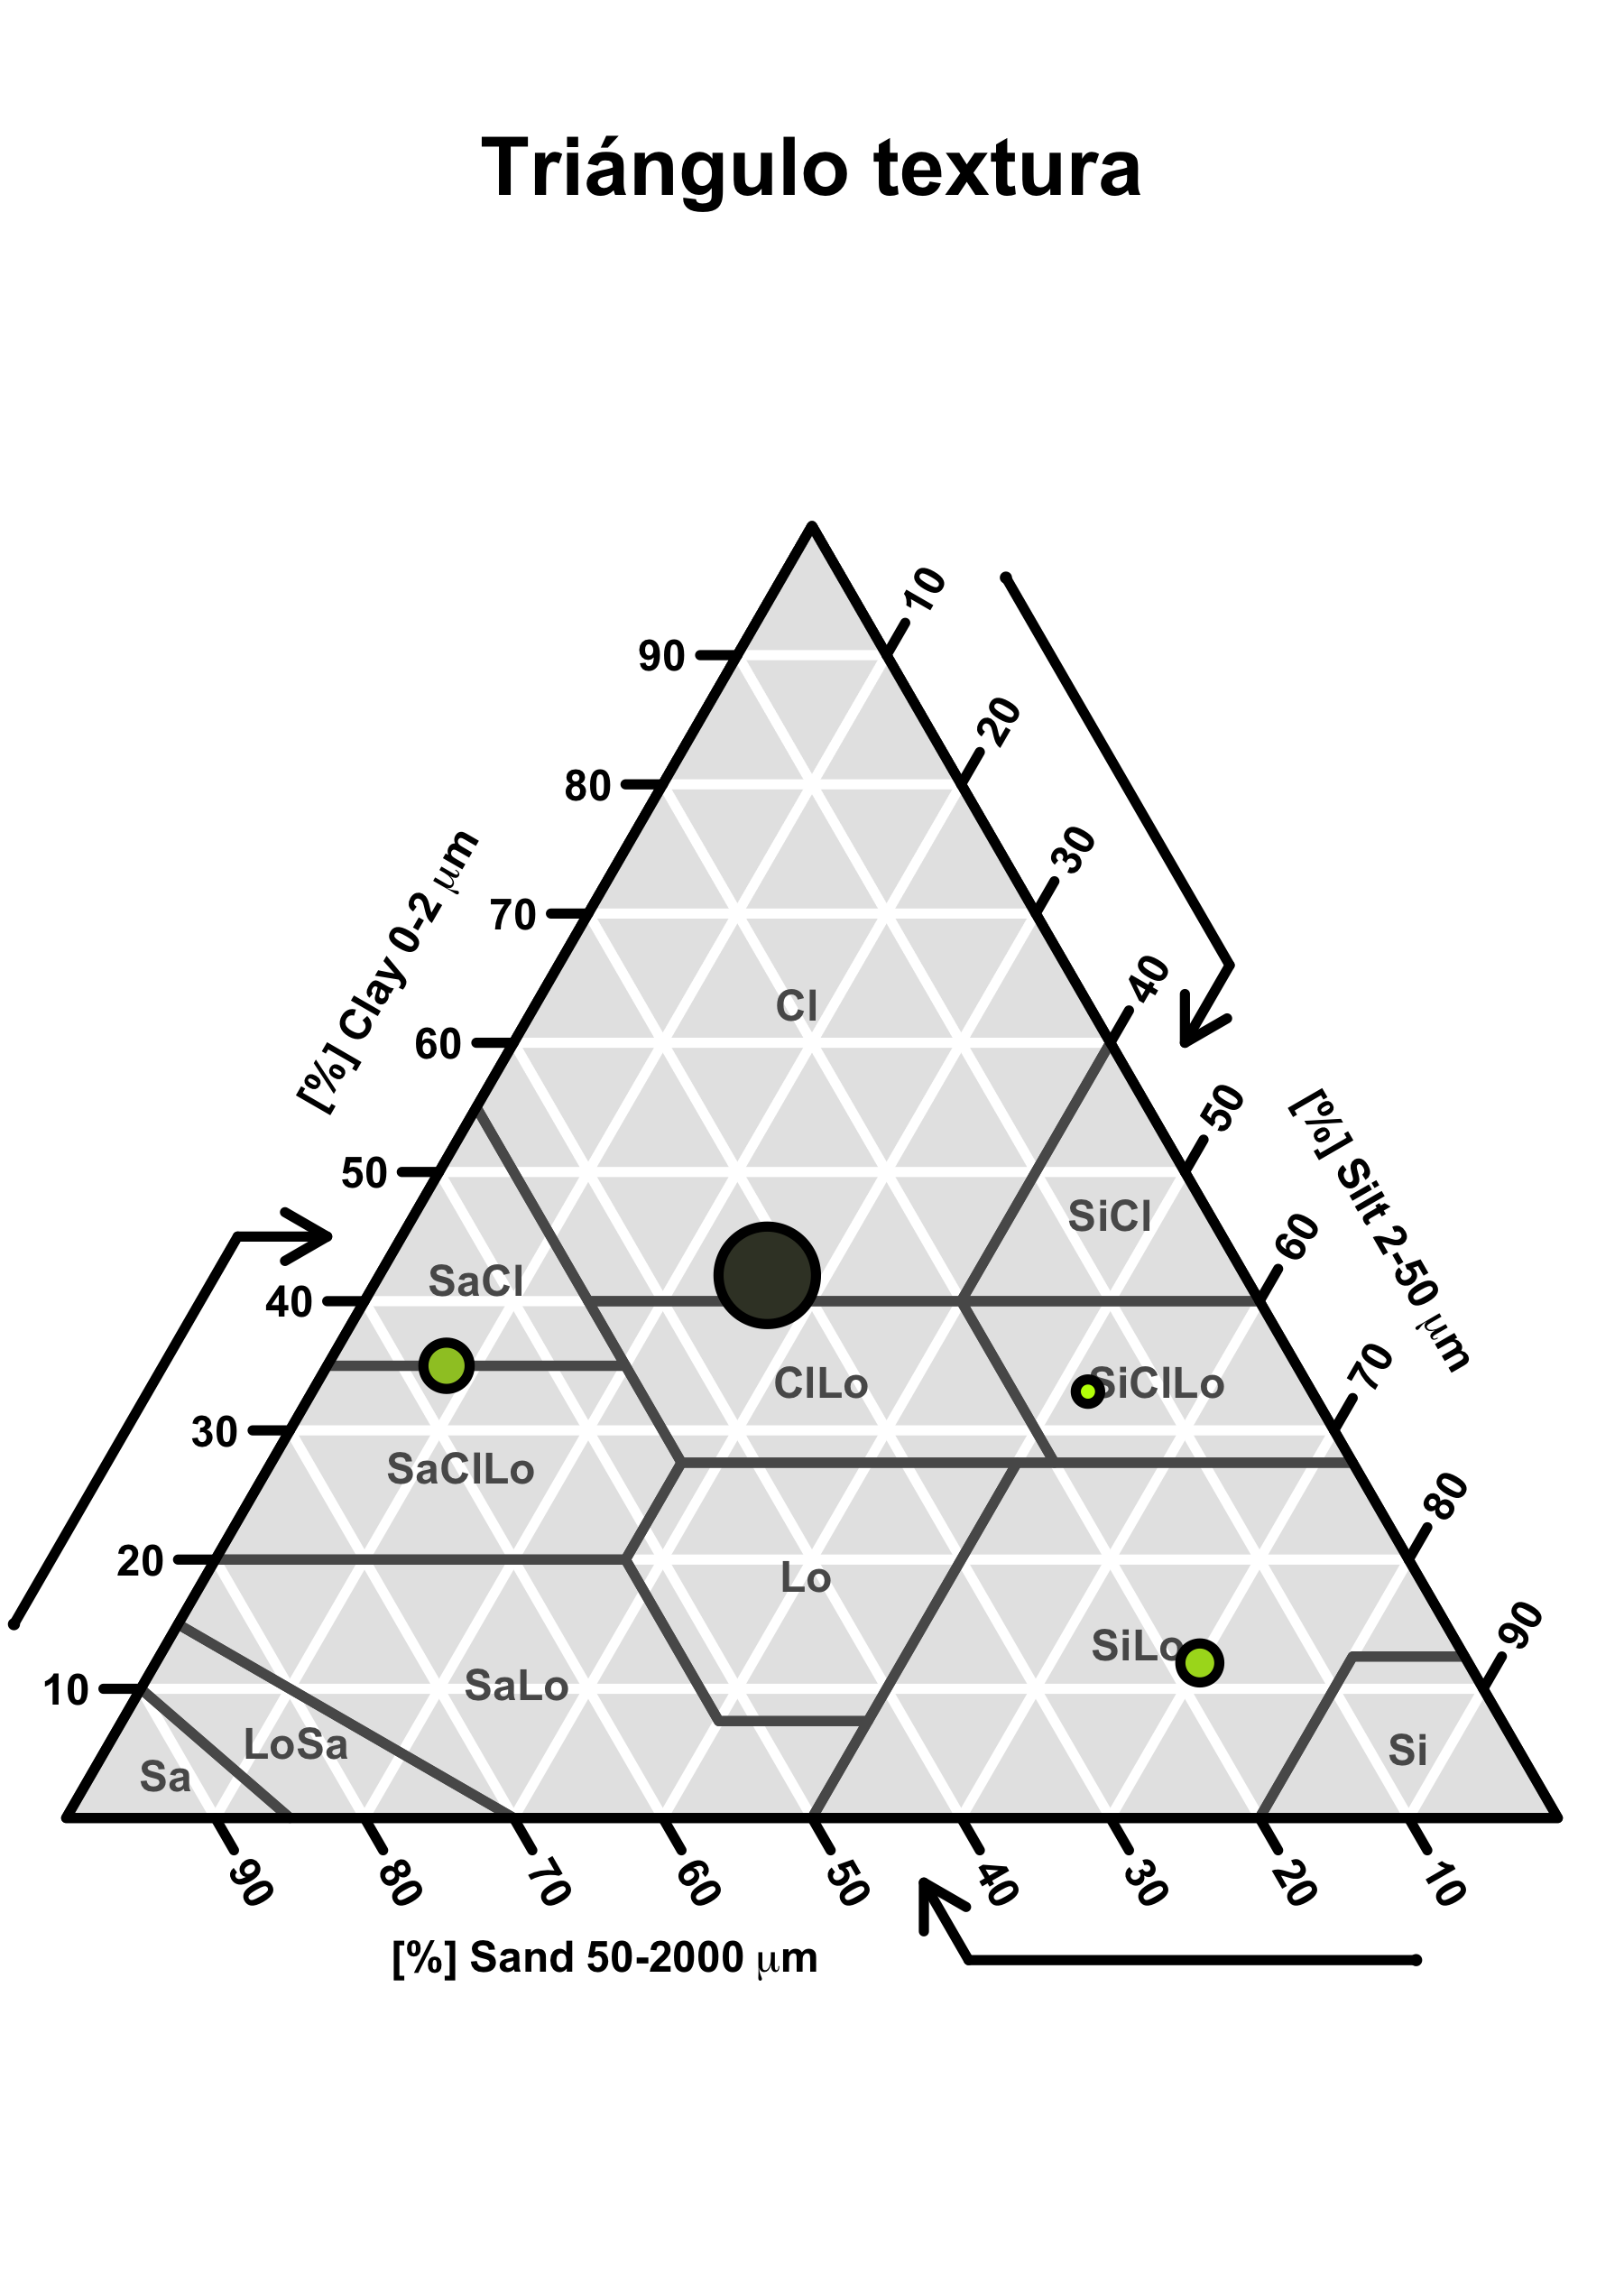 Triángulo textura
10
90
20
80
30
[%] Clay 0-2 μm
70
40
Cl
60
50
[%] Silt 2-50 μm
50
SiCl
60
SaCl
40
70
ClLo
SiClLo
30
SaClLo
80
20
Lo
90
SiLo
10
SaLo
LoSa
Si
Sa
90
80
70
60
50
40
30
20
10
[%] Sand 50-2000 μm